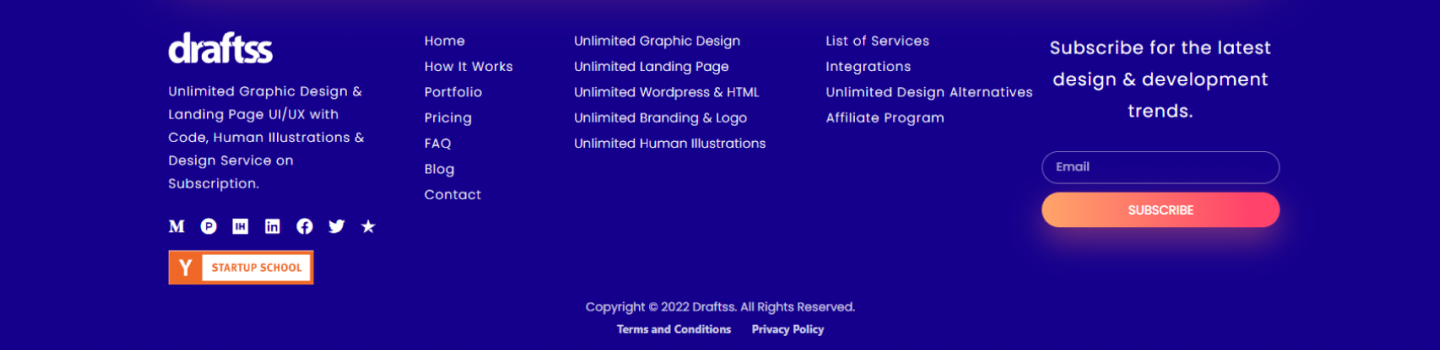 draftss
Unlimited Graphic Design &
Landing Page UI/UX with
Code, Human Illustrations &
Design Service on
Subscription.
M P IH in f
Y STARTUP SCHOOL
Home
How It Works
Portfolio
Pricing
FAQ
Blog
Contact
Unlimited Graphic Design
Unlimited Landing Page
Unlimited Wordpress & HTML
Unlimited Branding & Logo
Unlimited Human Illustrations
List of Services
Integrations
Unlimited Design Alternatives
Affiliate Program
Subscribe for the latest
design & development
trends.
Email
SUBSCRIBE
Copyright © 2022 Draftss. All Rights Reserved.
Terms and Conditions Privacy Policy